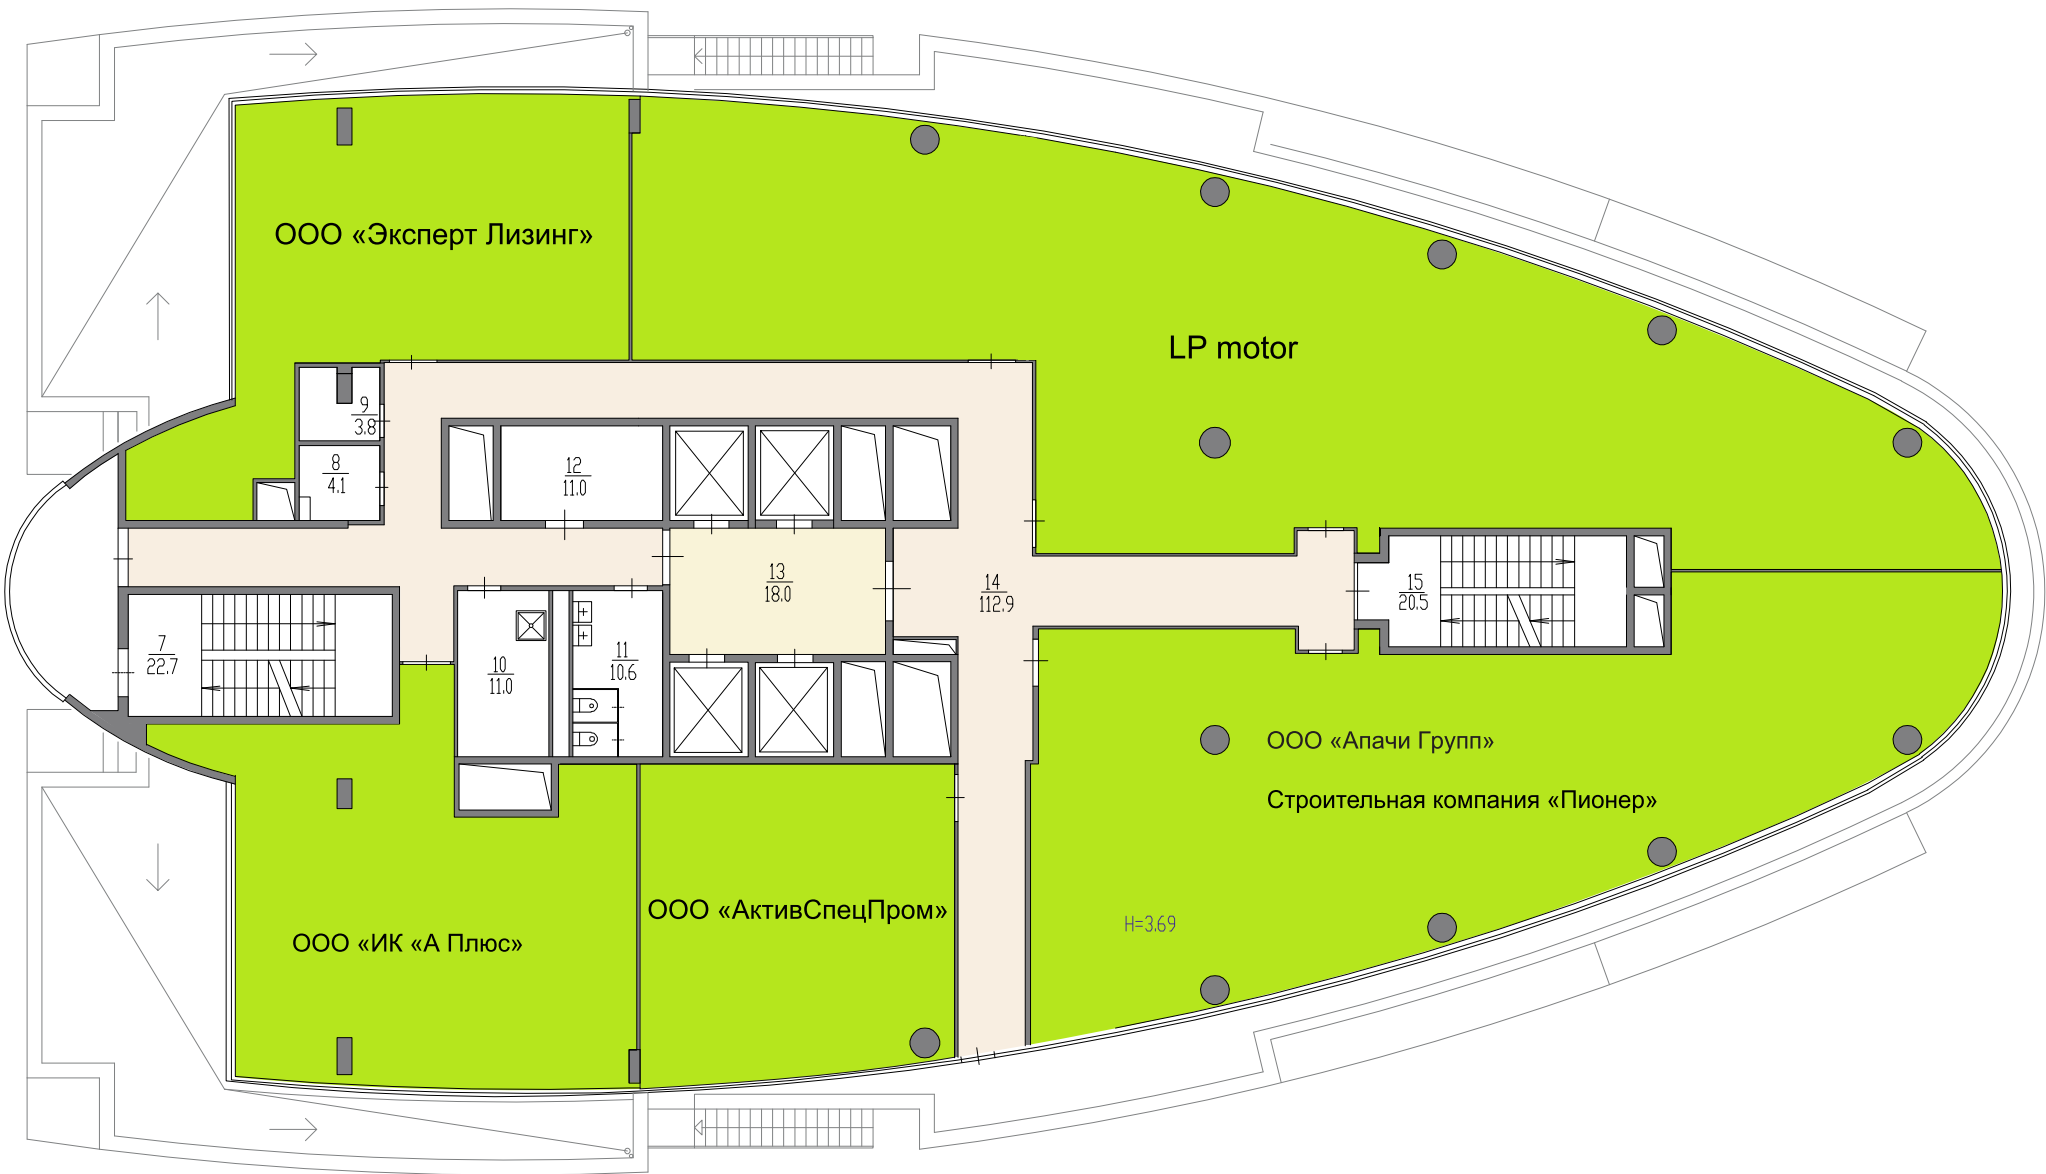 ООО «Эксперт Лизинг»
LP motor
9
3.8
8
4.1
12
11.0
13
18.0
14
112.9
15
20.5
7
22.7
10
11.0
11
10.6
ООО «Апачи Групп»
Строительная компания «Пионер»
ООО «АктивСпецПром»
H=3.69
ООО «ИК «А Плюс»